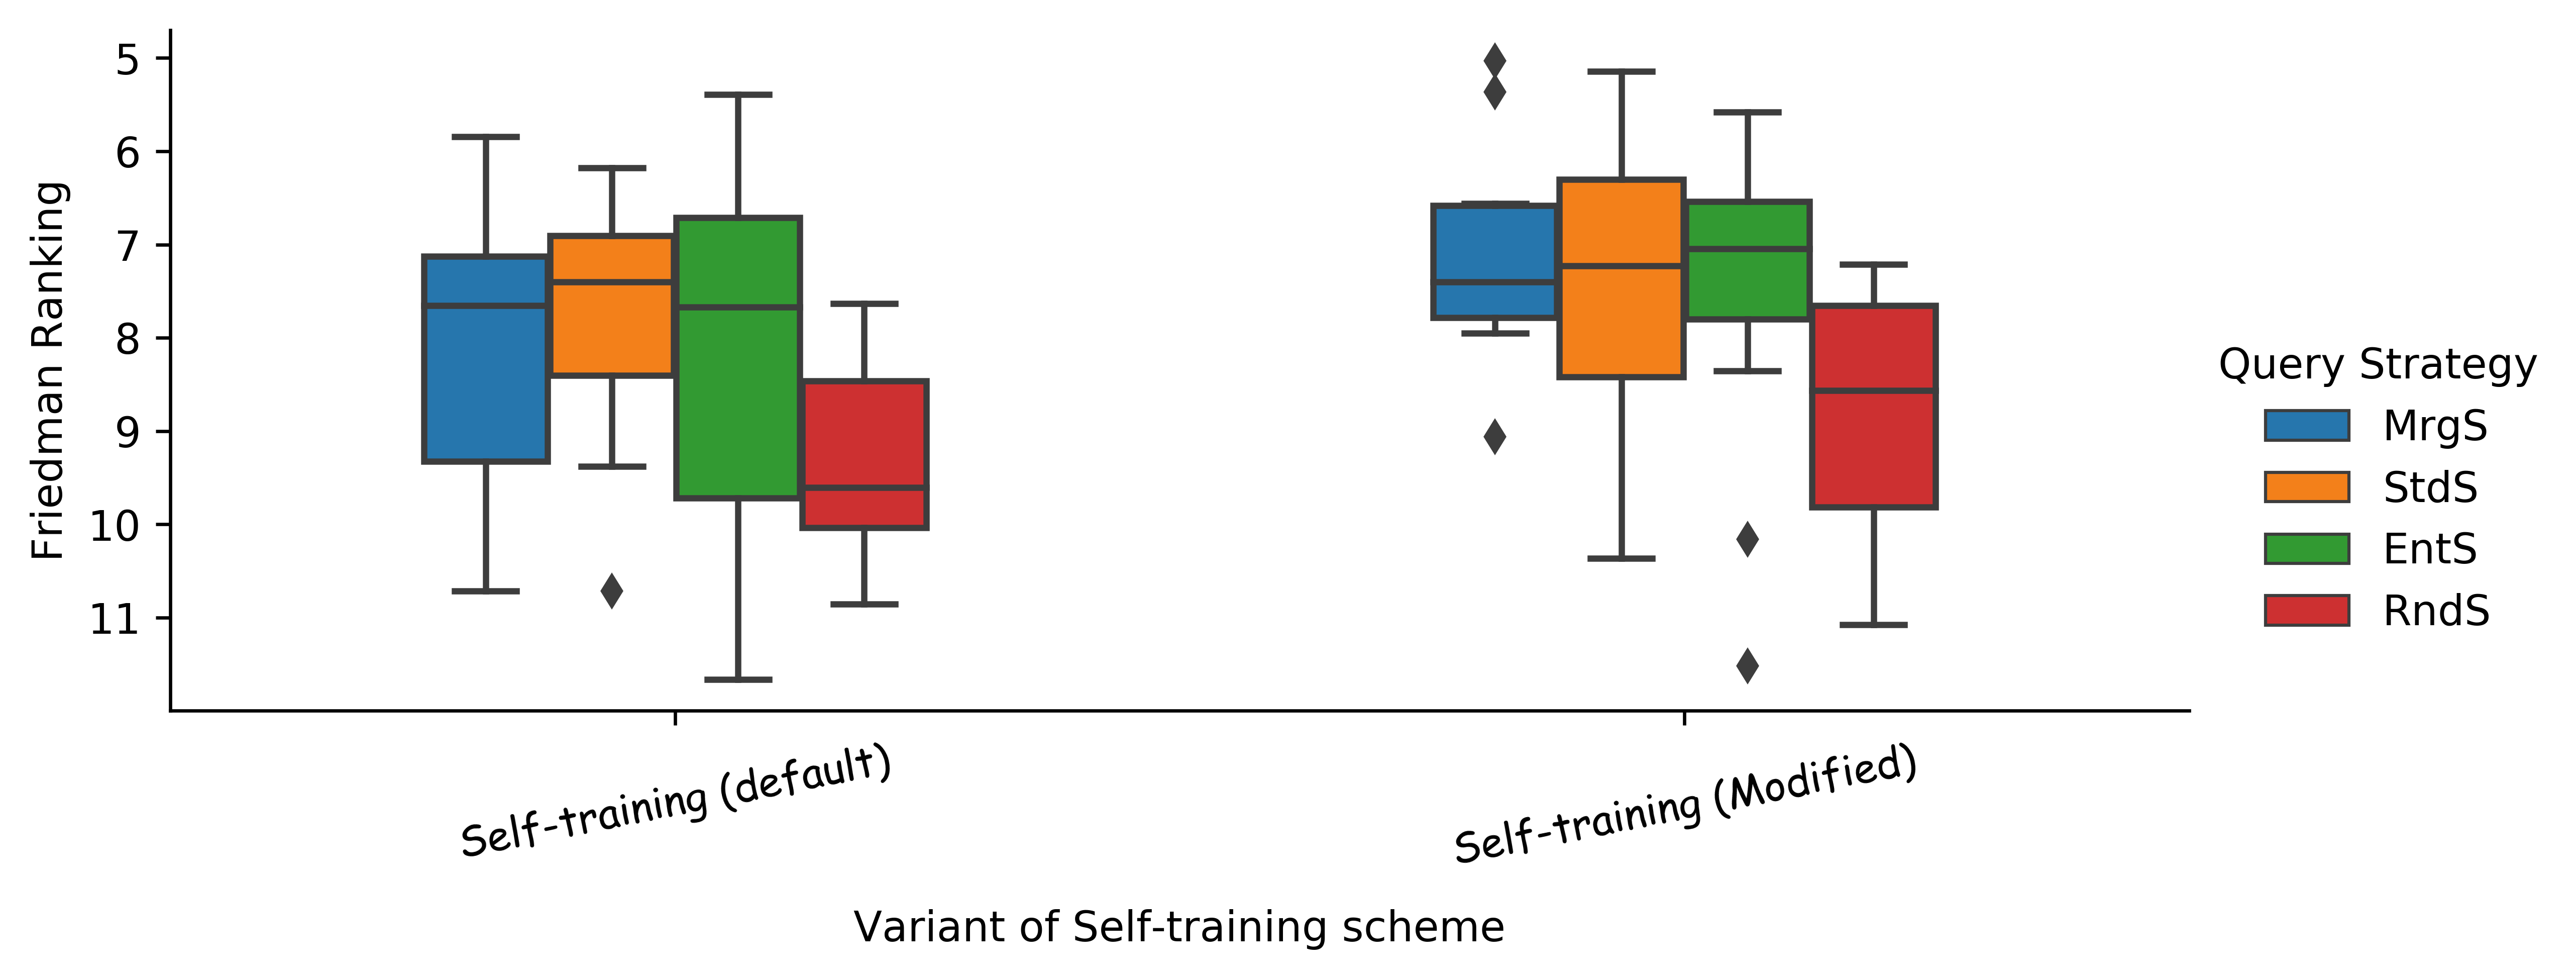 Friedman Ranking
5
6
7
8
9
10
11
Self-training (default)
Self-training (Modified)
Variant of Self-training scheme
Query Strategy
MrgS
StdS
EntS
RndS